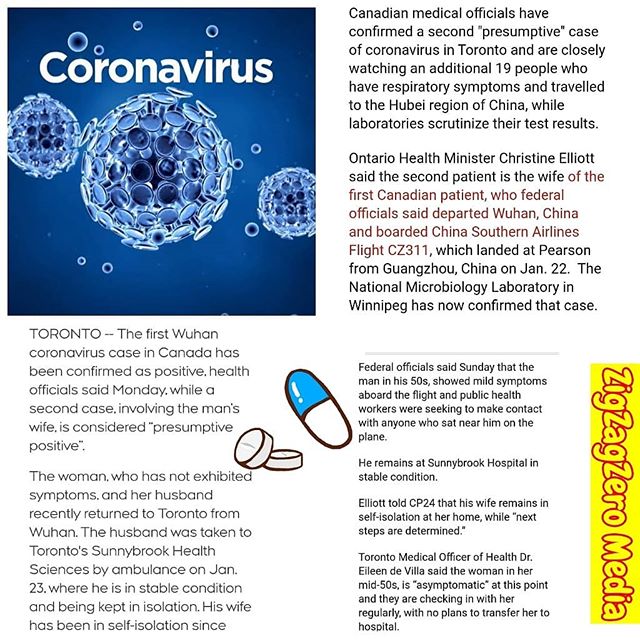 Coronavirus
Canadian medical officials have
confirmed a second "presumptive" case
of coronavirus in Toronto and are closely
watching an additional 19 people who
have respiratory symptoms and travelled
to the Hubei region of China, while
laboratories scrutinize their test results.
Ontario Health Minister Christine Elliott
said the second patient is the wife of the
first Canadian patient, who federal
officials said departed Wuhan, China
and boarded China Southern Airlines
Flight CZ311, which landed at Pearson
from Guangzhou, China on Jan. 22. The
National Microbiology Laboratory in
Winnipeg has now confirmed that case.
TORONTO -- The first Wuhan
coronavirus case in Canada has
been confirmed as positive, health
officials said Monday, while a
second case, involving the man's
wife, is considered "presumptive
positive".
The woman, who has not exhibited
symptoms, and her husband
recently returned to Toronto from
Wuhan. The husband was taken to
Toronto's Sunnybrook Health
Sciences by ambulance on Jan.
23, where he is in stable condition
and being kept in isolation. His wife
has been in self-isolation since
Federal officials said Sunday that the
man in his 50s, showed mild symptoms
aboard the flight and public health
workers were seeking to make contact
with anyone who sat near him on the
plane.
He remains at Sunnybrook Hospital in
stable condition.
Elliott told CP24 that his wife remains in
self-isolation at her home, while "next
steps are determined."
Toronto Medical Officer of Health Dr.
Eileen de Villa said the woman in her
mid-50s, is "asymptomatic" at this point
and they are checking in with her
regularly, with no plans to transfer her to
hospital.
ZigZagZero Media